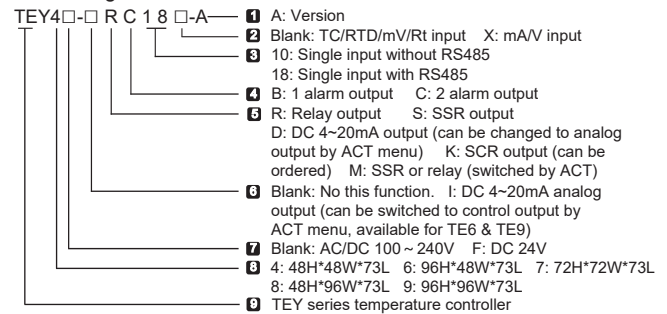 TEY4□-□ R C 1 8 □-A
1 A: Version
2 Blank: TC/RTD/mV/Rt input X: mA/V input
3 10: Single input without RS485
18: Single input with RS485
4 B: 1 alarm output C: 2 alarm output
5 R: Relay output S: SSR output
D: DC 4~20mA output (can be changed to analog
output by ACT menu) K: SCR output (can be
ordered) M: SSR or relay (switched by ACT)
6 Blank: No this function. I: DC 4~20mA analog
output (can be switched to control output by
ACT menu, available for TE6 & TE9)
7 Blank: AC/DC 100 ~ 240V F: DC 24V
8 4: 48H*48W*73L 6: 96H*48W*73L 7: 72H*72W*73L
8: 48H*96W*73L 9: 96H*96W*73L
9 TEY series temperature controller